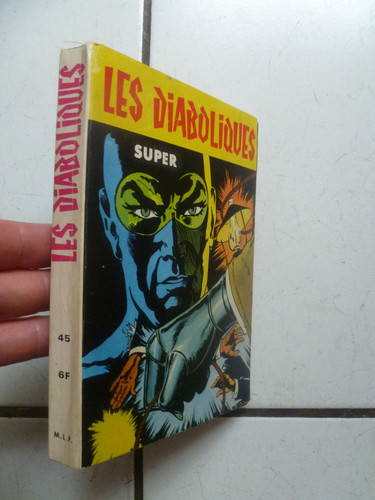 LES DIABOLIQUES
SUPER
LES DIABOLIQUES
45
6F
M.L.P.